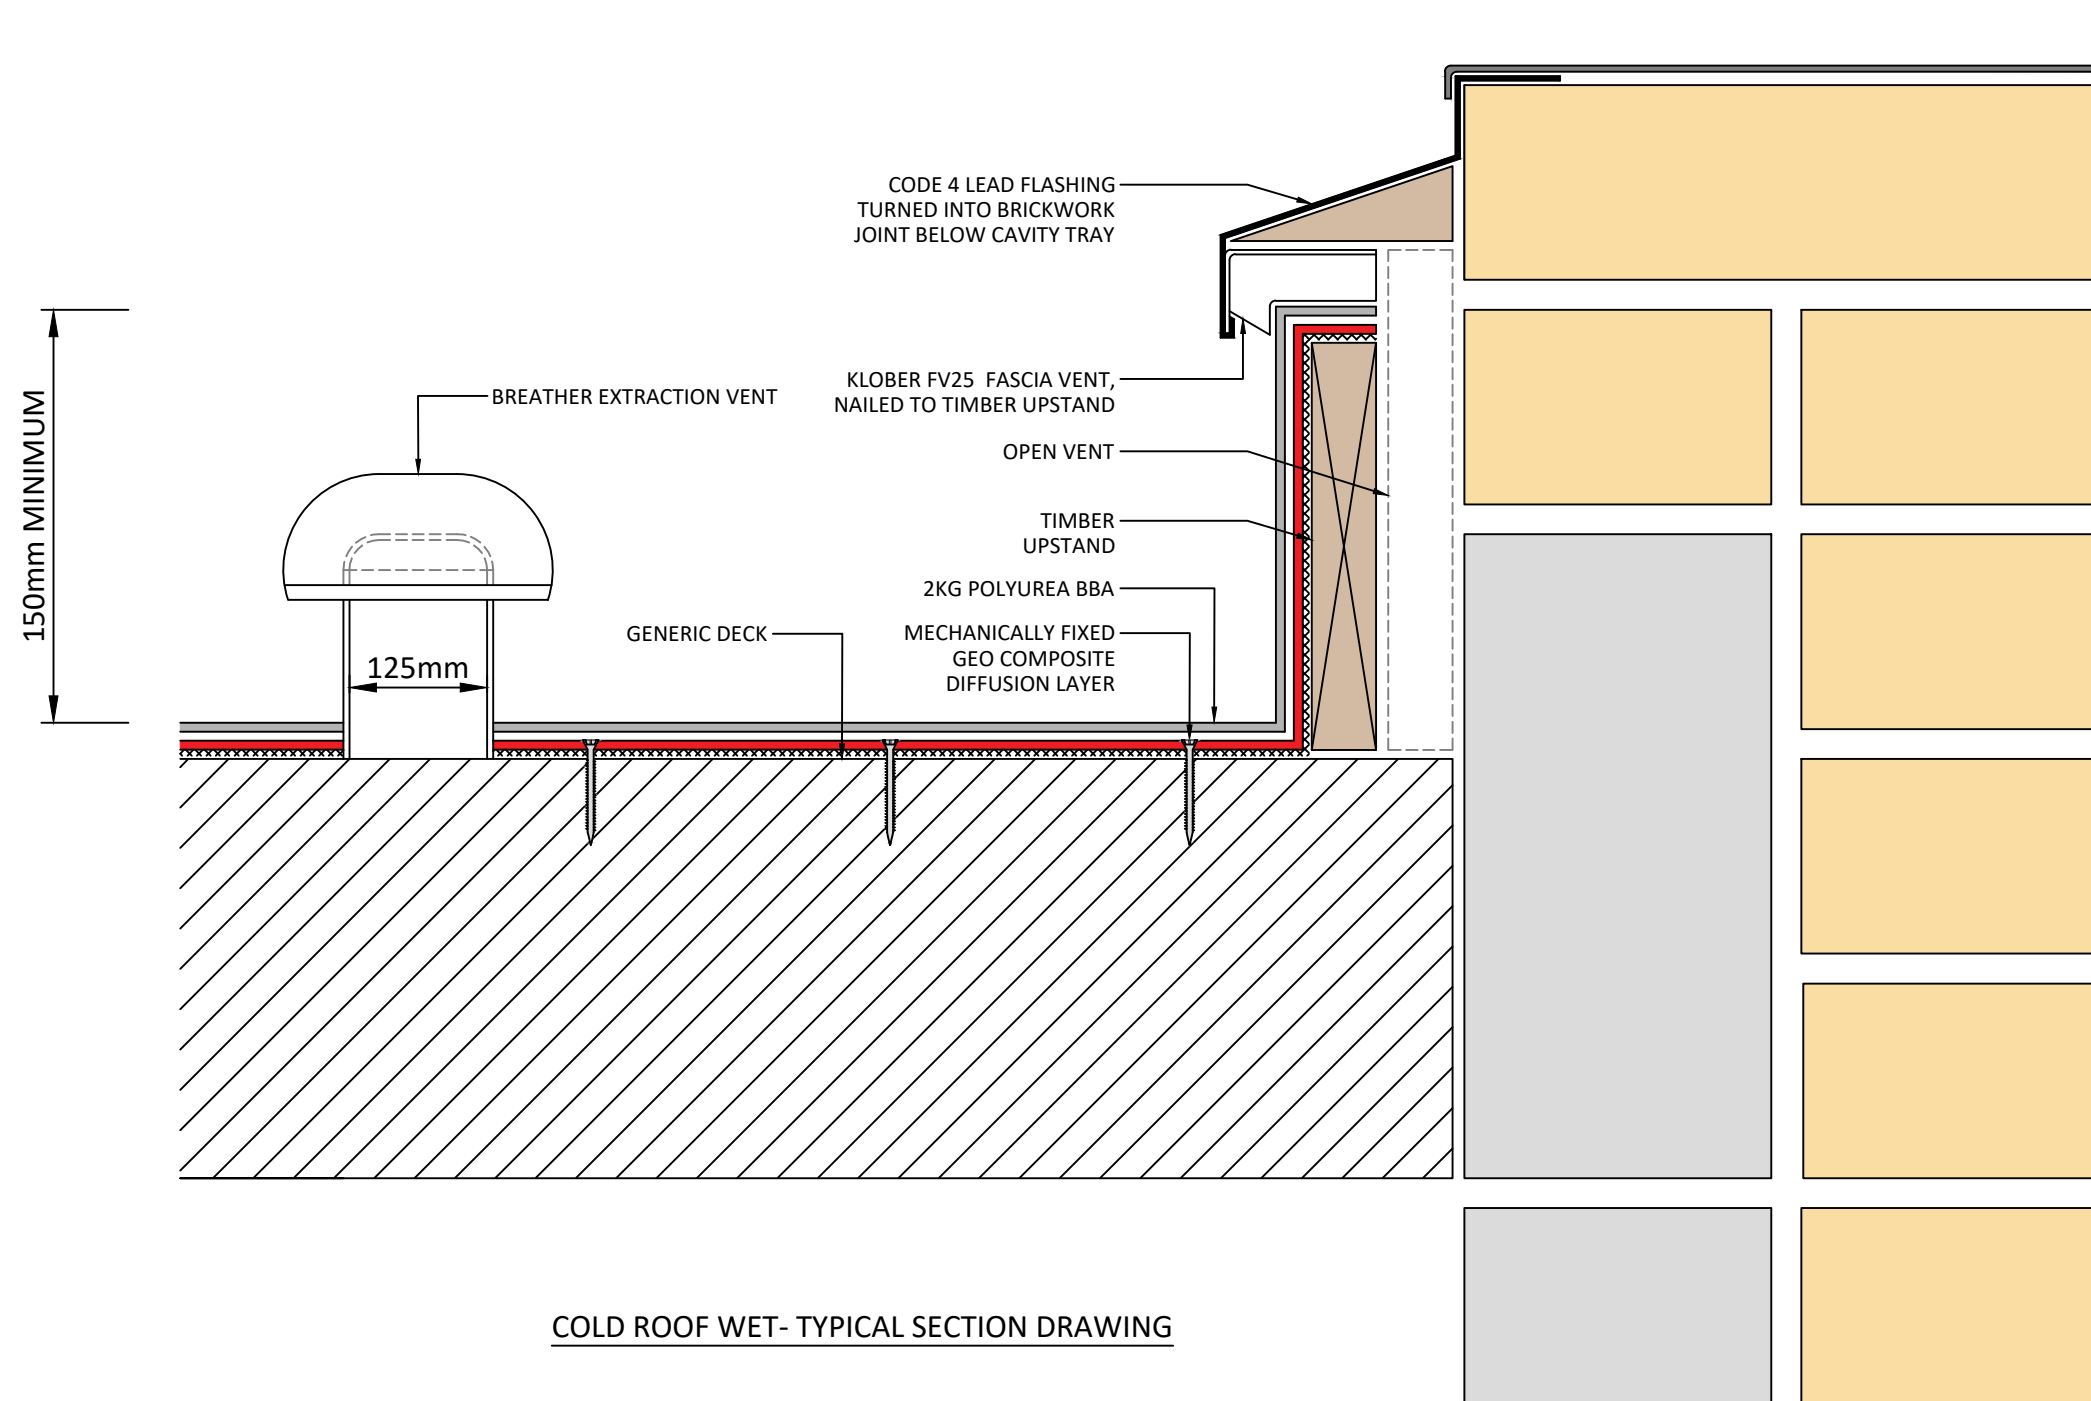 CODE 4 LEAD FLASHING
TURNED INTO BRICKWORK
JOINT BELOW CAVITY TRAY
KLOBER FV25  FASCIA VENT,
NAILED TO TIMBER UPSTAND
BREATHER EXTRACTION VENT
OPEN VENT
150mm MINIMUM
TIMBER
UPSTAND
2KG POLYUREA BBA
GENERIC DECK
MECHANICALLY FIXED
GEO COMPOSITE
DIFFUSION LAYER
125mm
COLD ROOF WET- TYPICAL SECTION DRAWING